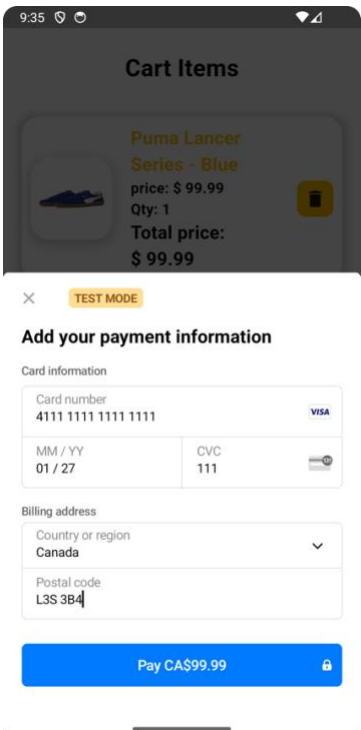 9:35
Cart Items
Puma Lancer
Series - Blue
price: $ 99.99
Qty: 1
Total price:
$ 99.99
TEST MODE
Add your payment information
Card information
Card number
4111 1111 1111 1111
VISA
MM / YY
01 / 27
CVC
111
Billing address
Country or region
Canada
Postal code
L3S 3B4
Pay CA$99.99